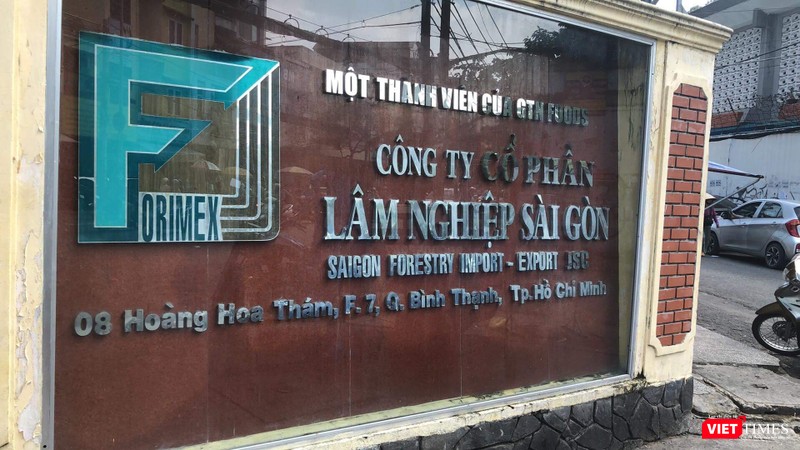 FORIMEX
MỘT THÀNH VIÊN CỦA GTN FOODS
CÔNG TY CỔ PHẦN
LÂM NGHIỆP SÀI GÒN
SAIGON FORESTRY IMPORT - EXPORT JSC
08 Hoàng Hoa Thám, F. 7, Q. Bình Thạnh, Tp.Hồ Chí Minh
VIETTIMES